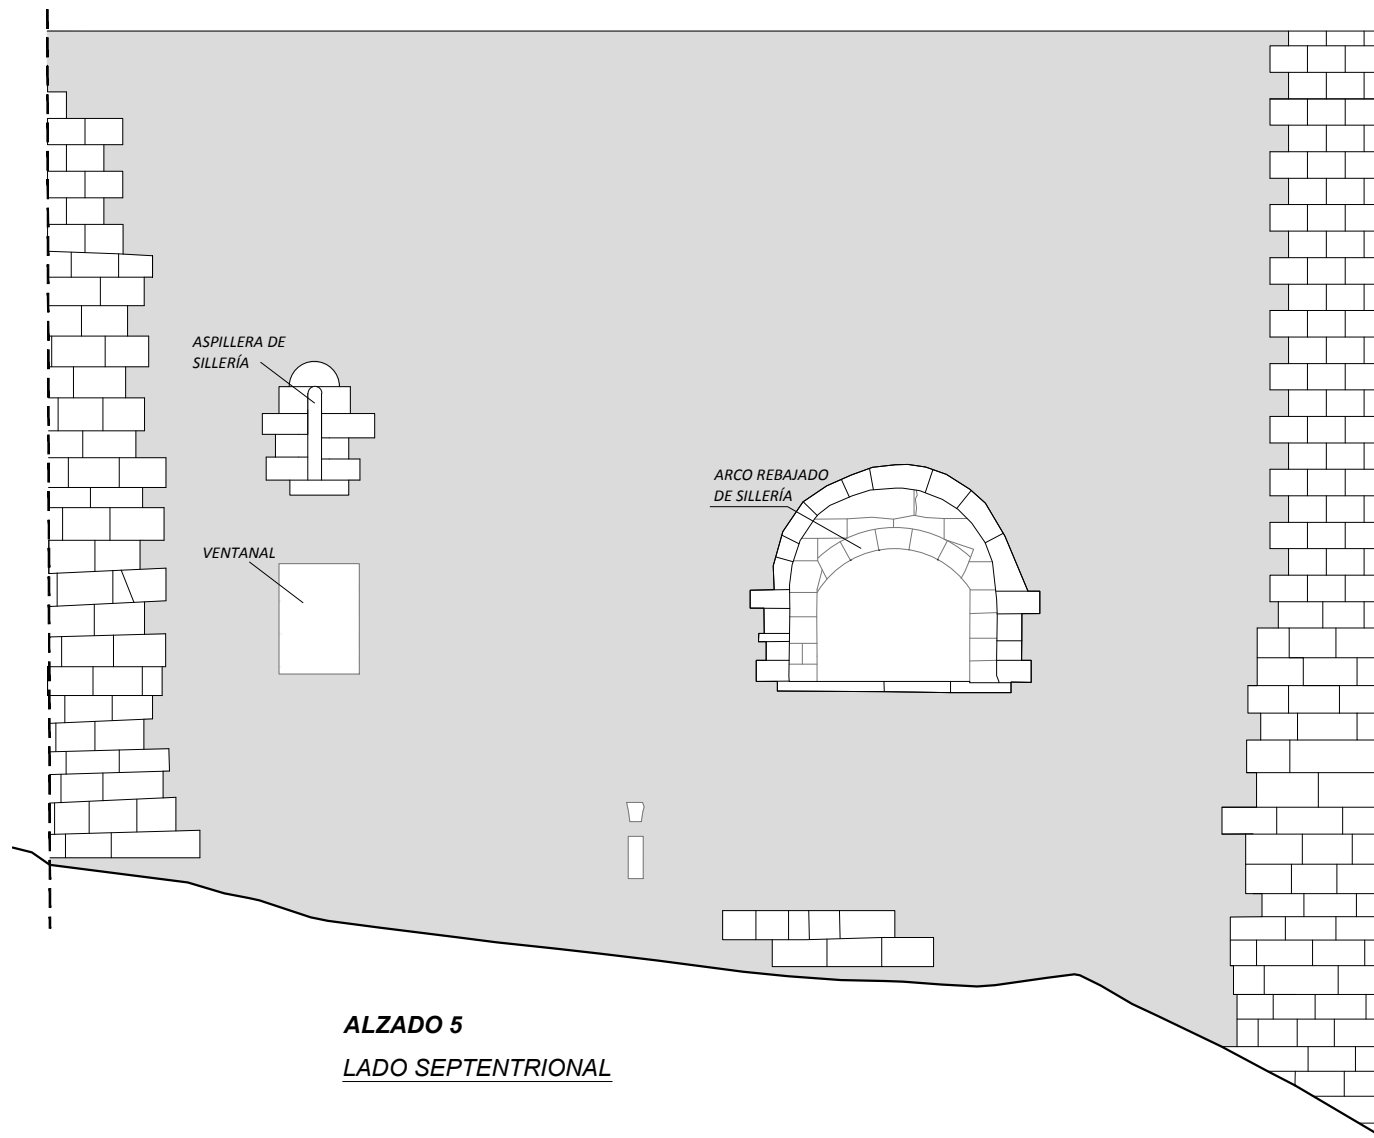 ASPILLERA DE
SILLERÍA
ARCO REBAJADO
DE SILLERÍA
VENTANAL
ALZADO 5
LADO SEPTENTRIONAL